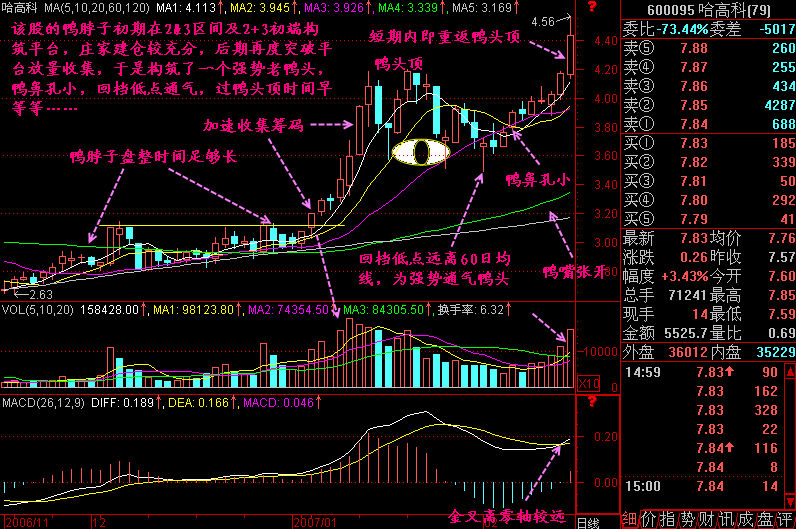 哈高科 MA(5,10,20,60,120) MA1: 4.113↑, MA2: 3.945↑, MA3: 3.926↑, MA4: 3.339↑, MA5: 3.169↑
该股的鸭脖子初期在2浪3区间及2+3初端构
筑平台，庄家建仓较充分，后期再度突破平
台放量收集，于是构筑了一个强势老鸭头，
鸭鼻孔小，回档低点通气，过鸭头顶时间早
等等……
4.56
短期内即重返鸭头顶
鸭头顶
加速收集筹码
鸭脖子盘整时间足够长
鸭鼻孔小
回档低点远离60日均
线，为强势通气鸭头
鸭嘴张开
2.63
4.40
4.20
4.00
3.80
3.60
3.40
3.20
3.00
2.80
VOL(5,10,20) 158428.00↑, MA1: 98123.80↑, MA2: 74354.50↑, MA3: 84305.50↑, 换手率: 6.32↑
10000
X10
MACD(26,12,9) DIFF: 0.189↑, DEA: 0.166↑, MACD: 0.046↑
0.20
0.00
金叉离零轴较远
2006/11 12 2007/01 02 日线
600095 哈高科(79)
委比 -73.44% 委差 -5017
卖⑤ 7.88 260
卖④ 7.87 255
卖③ 7.86 434
卖② 7.85 4287
卖① 7.84 688
买① 7.83 185
买② 7.82 339
买③ 7.81 50
买④ 7.80 292
买⑤ 7.79 41
最新 7.83 均价 7.76
涨跌 0.26 昨收 7.57
幅度 +3.43% 今开 7.60
总手 71241 最高 7.85
现手 14 最低 7.59
金额 5525.7 量比 0.69
外盘 36012 内盘 35229
14:59 7.83↑ 90
7.83 162
7.83 328
7.83 22
7.84↑ 116
7.84 8
15:00 7.84 14
细 价 指 势 财 讯 成 盘 评